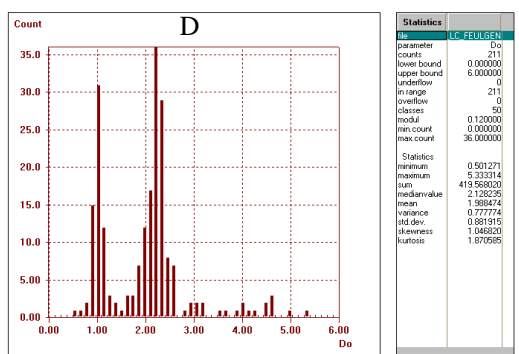 Count
D
35.0
30.0
25.0
20.0
15.0
10.0
5.00
0.00
0.00 1.00 2.00 3.00 4.00 5.00 6.00
Do
Statistics
file LC_FEULGEN
parameter Do
counts 211
lower bound 0.000000
upper bound 6.000000
underflow 0
in range 211
overflow 0
classes 50
modul 0.120000
min.count 0.000000
max.count 36.000000
Statistics
minimum 0.501271
maximum 5.333314
sum 419.568020
medianvalue 2.128235
mean 1.988474
variance 0.777774
std.dev. 0.881915
skewness 1.046820
kurtosis 1.870585